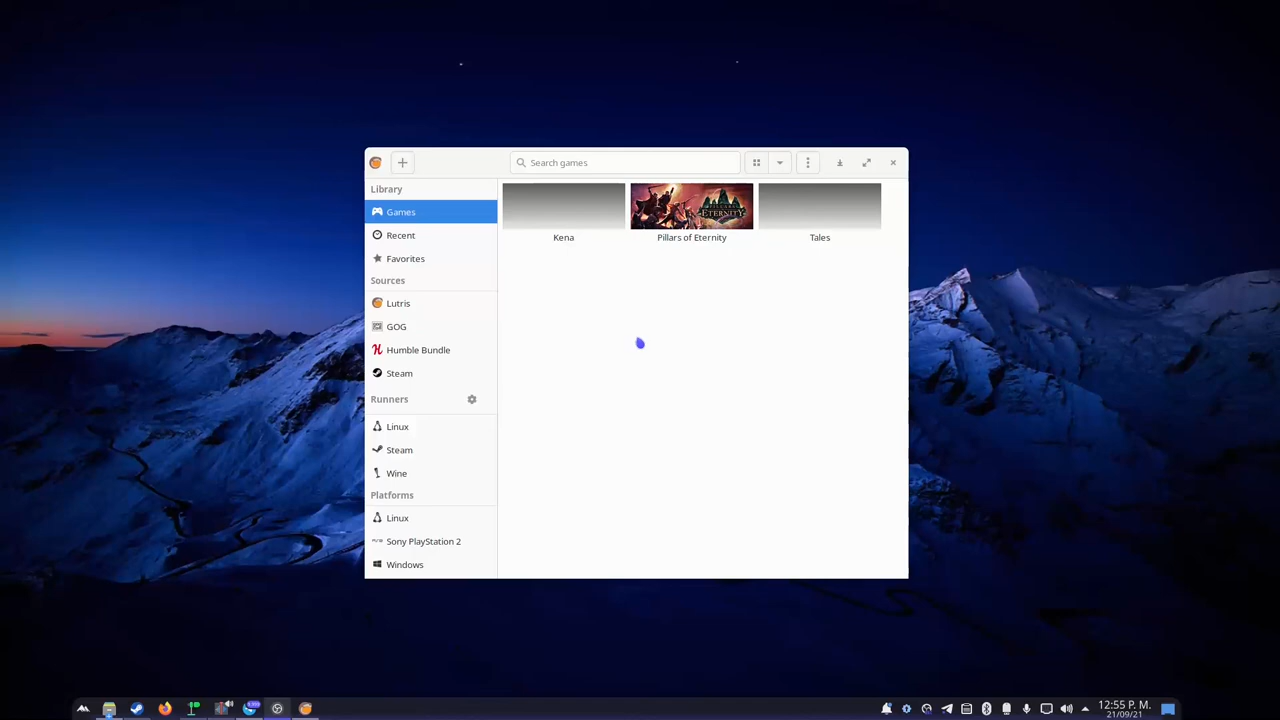 Search games
Library
Games
Recent
Favorites
Sources
Lutris
GOG
Humble Bundle
Steam
Runners
Linux
Steam
Wine
Platforms
Linux
Sony PlayStation 2
Windows
ETERNITY
Kena
Pillars of Eternity
Tales
12:55 P. M.
21/09/21